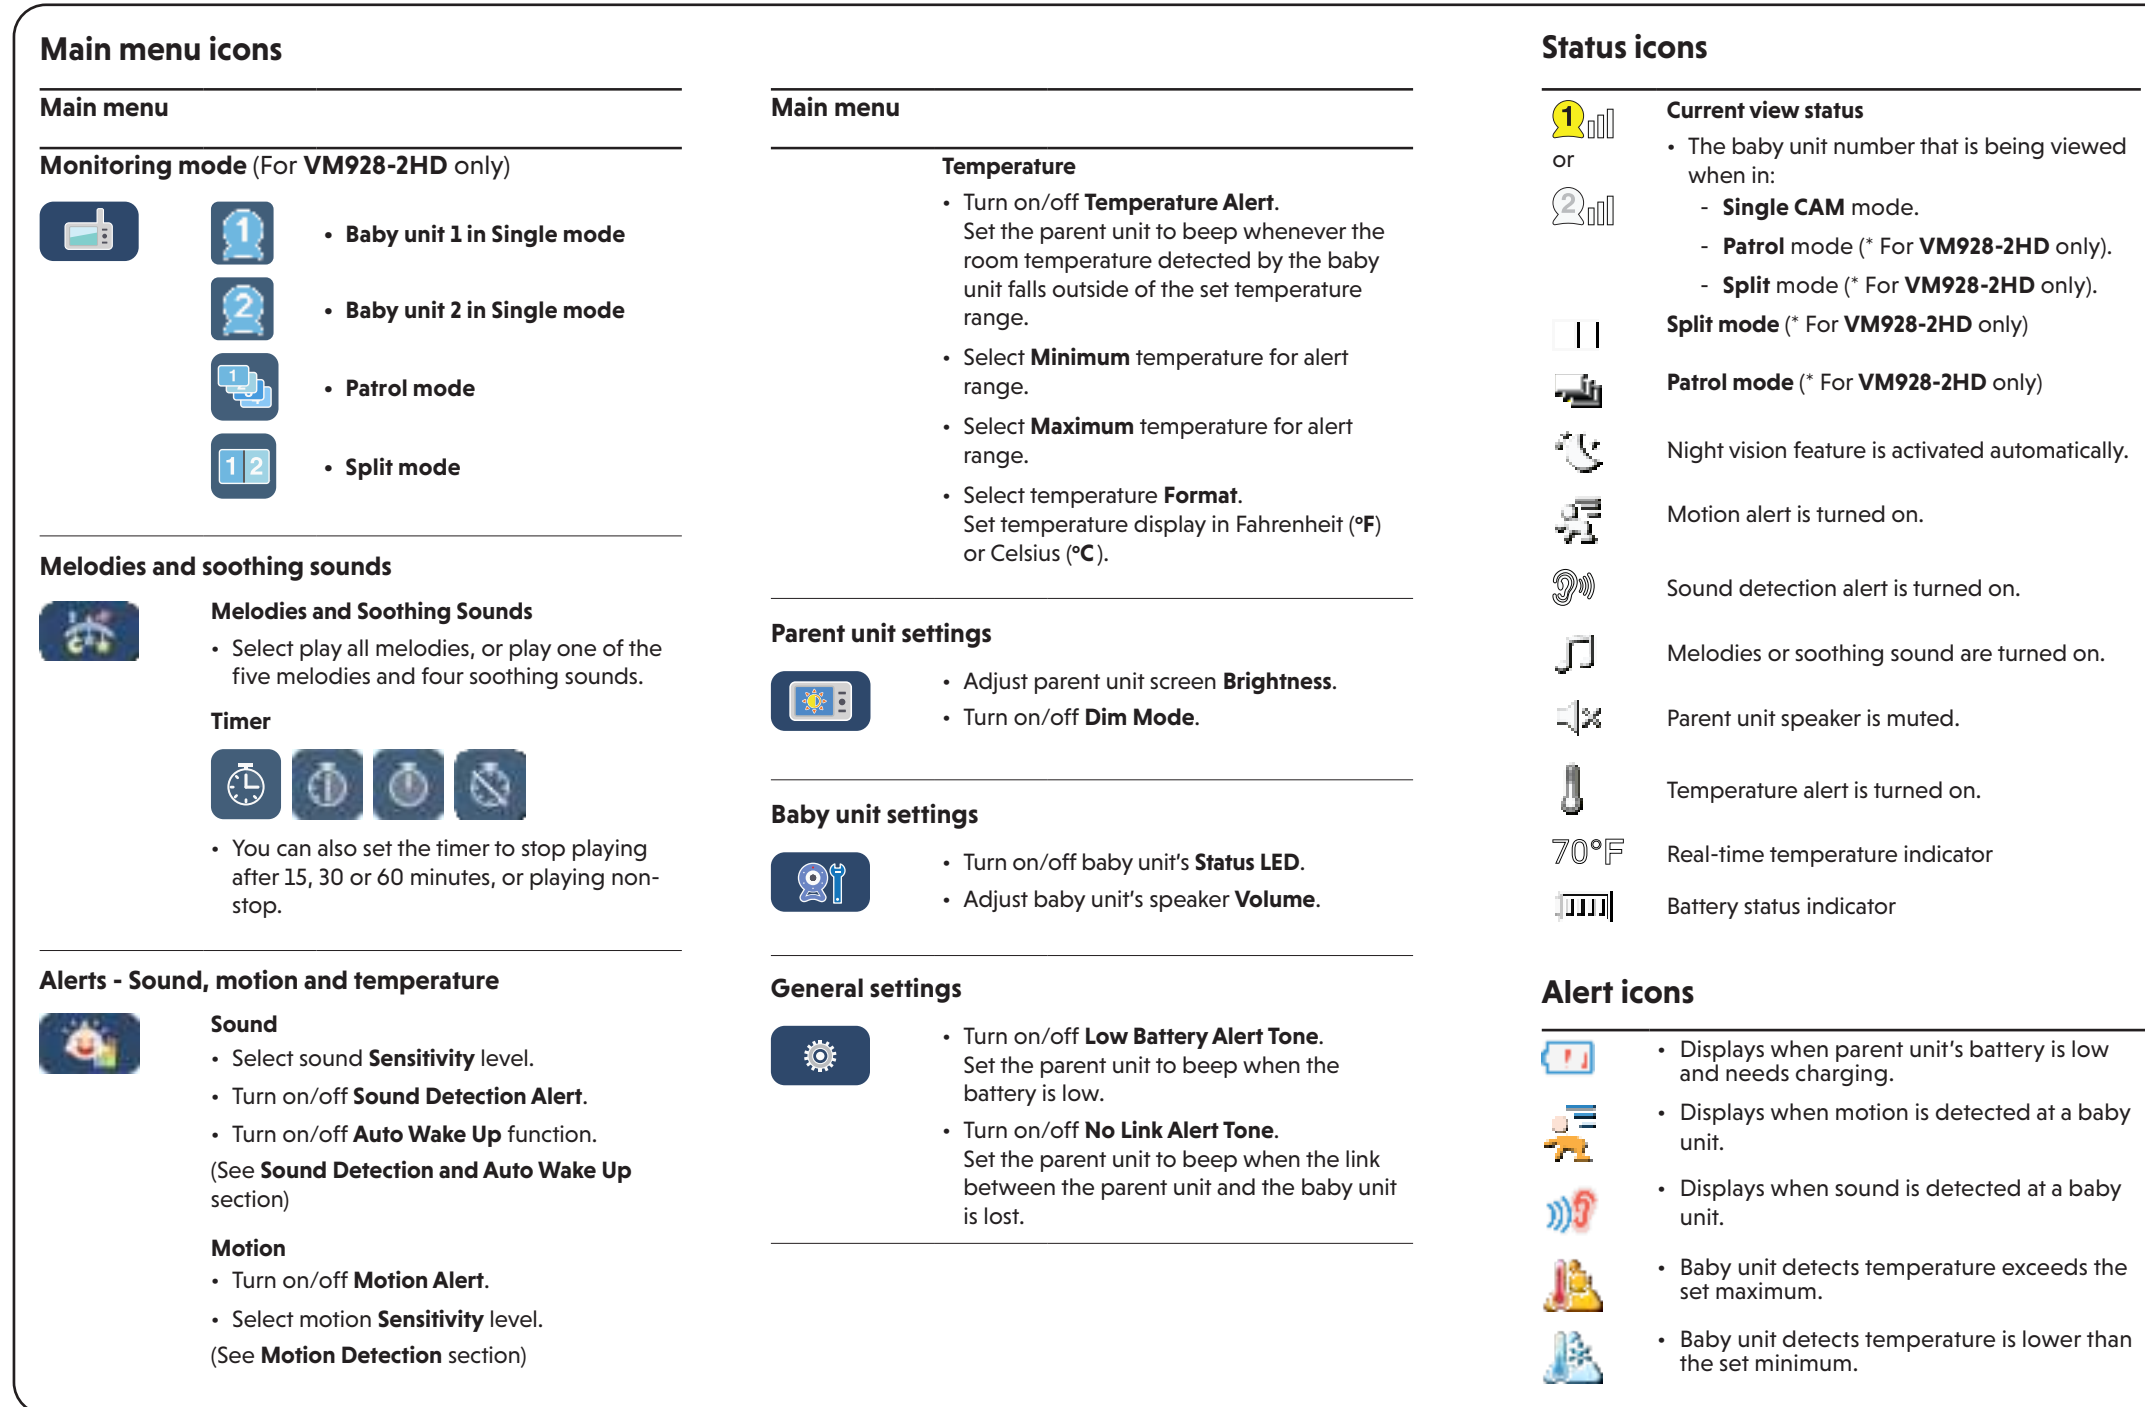 Main menu icons
Main menu
Monitoring mode (For VM928-2HD only)
1
• Baby unit 1 in Single mode
2
• Baby unit 2 in Single mode
1
• Patrol mode
1 2
• Split mode
Melodies and soothing sounds
Melodies and Soothing Sounds
• Select play all melodies, or play one of the
five melodies and four soothing sounds.
Timer
• You can also set the timer to stop playing
after 15, 30 or 60 minutes, or playing non-
stop.
Alerts - Sound, motion and temperature
Sound
• Select sound Sensitivity level.
• Turn on/off Sound Detection Alert.
• Turn on/off Auto Wake Up function.
(See Sound Detection and Auto Wake Up
section)
Motion
• Turn on/off Motion Alert.
• Select motion Sensitivity level.
(See Motion Detection section)
Main menu
Temperature
• Turn on/off Temperature Alert.
Set the parent unit to beep whenever the
room temperature detected by the baby
unit falls outside of the set temperature
range.
• Select Minimum temperature for alert
range.
• Select Maximum temperature for alert
range.
• Select temperature Format.
Set temperature display in Fahrenheit (°F)
or Celsius (°C ).
Parent unit settings
• Adjust parent unit screen Brightness.
• Turn on/off Dim Mode.
Baby unit settings
• Turn on/off baby unit's Status LED.
• Adjust baby unit's speaker Volume.
General settings
• Turn on/off Low Battery Alert Tone.
Set the parent unit to beep when the
battery is low.
• Turn on/off No Link Alert Tone.
Set the parent unit to beep when the link
between the parent unit and the baby unit
is lost.
Status icons
1
or
2
Current view status
• The baby unit number that is being viewed
when in:
- Single CAM mode.
- Patrol mode (* For VM928-2HD only).
- Split mode (* For VM928-2HD only).
Split mode (* For VM928-2HD only)
Patrol mode (* For VM928-2HD only)
Night vision feature is activated automatically.
Motion alert is turned on.
Sound detection alert is turned on.
Melodies or soothing sound are turned on.
Parent unit speaker is muted.
Temperature alert is turned on.
70°F Real-time temperature indicator
Battery status indicator
Alert icons
• Displays when parent unit's battery is low
and needs charging.
• Displays when motion is detected at a baby
unit.
• Displays when sound is detected at a baby
unit.
• Baby unit detects temperature exceeds the
set maximum.
• Baby unit detects temperature is lower than
the set minimum.